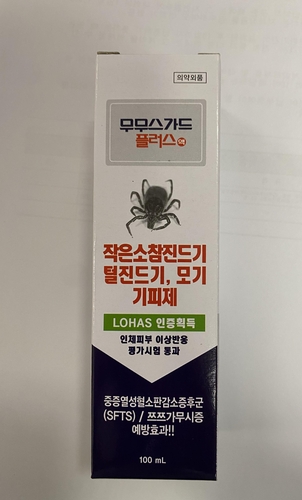 의약외품
무무스가드
플러스액
작은소참진드기
털진드기, 모기
기피제
LOHAS 인증획득
인체피부 이상반응
평가시험 통과
중증열성혈소판감소증후군
(SFTS) / 쯔쯔가무시증
예방효과!!
100 mL